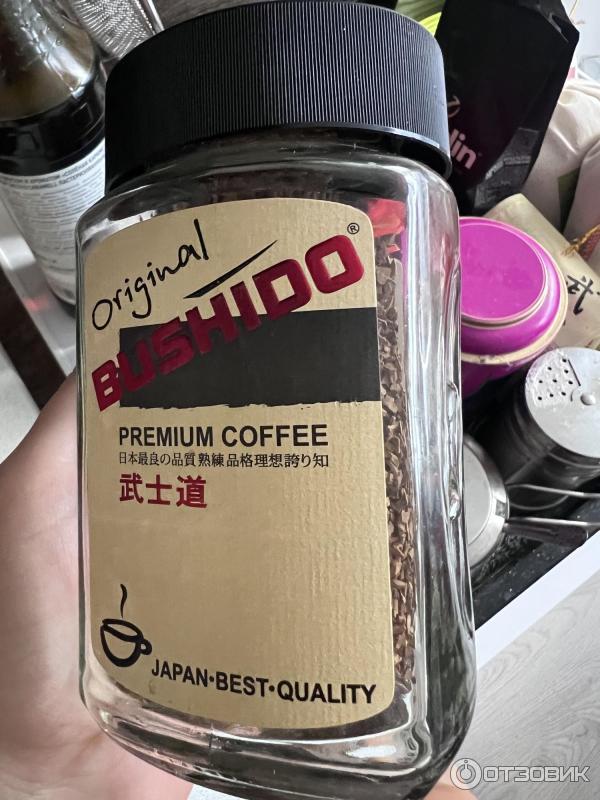 Original
BUSHIDO®
PREMIUM COFFEE
日本最良の品質熟練品格理想誇り知
武士道
JAPAN•BEST•QUALITY
lin
ОТЗОВИК